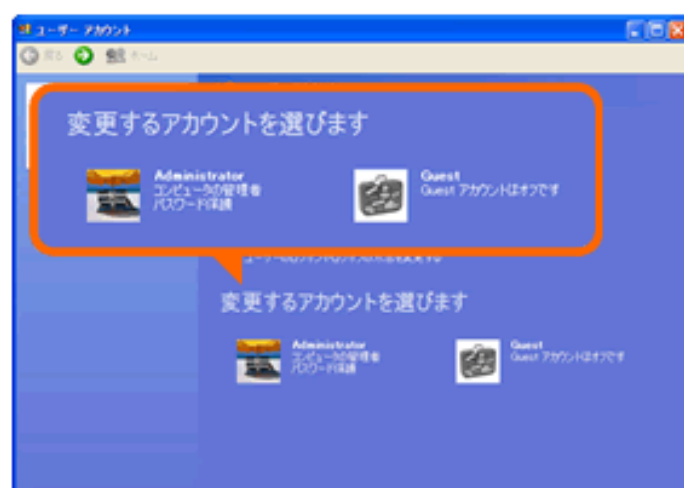 ユーザー アカウント
戻る
ホーム
変更するアカウントを選びます
Administrator
コンピュータの管理者
パスワード保護
Guest
Guest アカウントはオフです
変更するアカウントを選びます
Administrator
コンピュータの管理者
パスワード保護
Guest
Guest アカウントはオフです